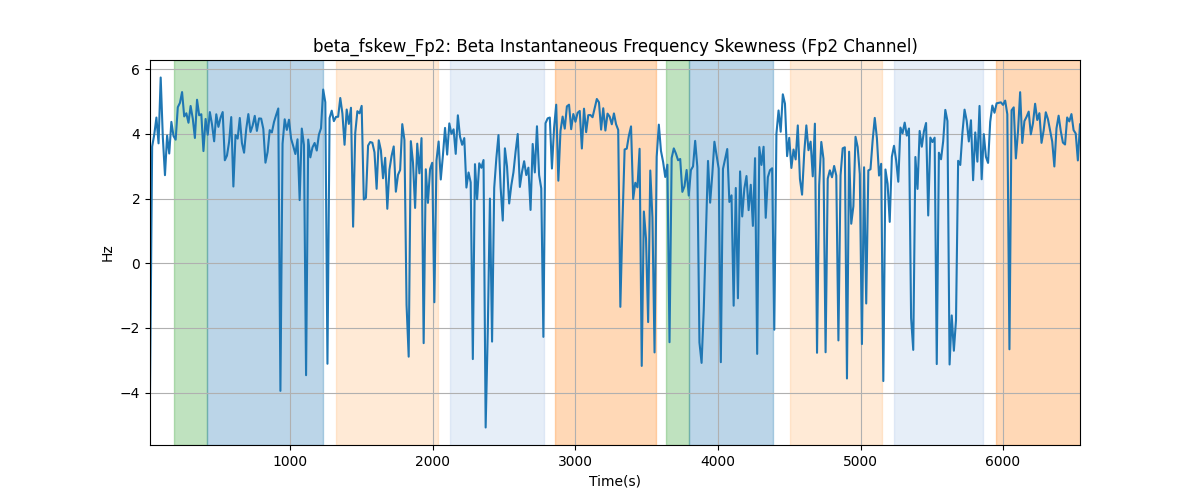 beta_fskew_Fp2: Beta Instantaneous Frequency Skewness (Fp2 Channel)
Hz
6
4
2
0
−2
−4
1000 2000 3000 4000 5000 6000
Time(s)